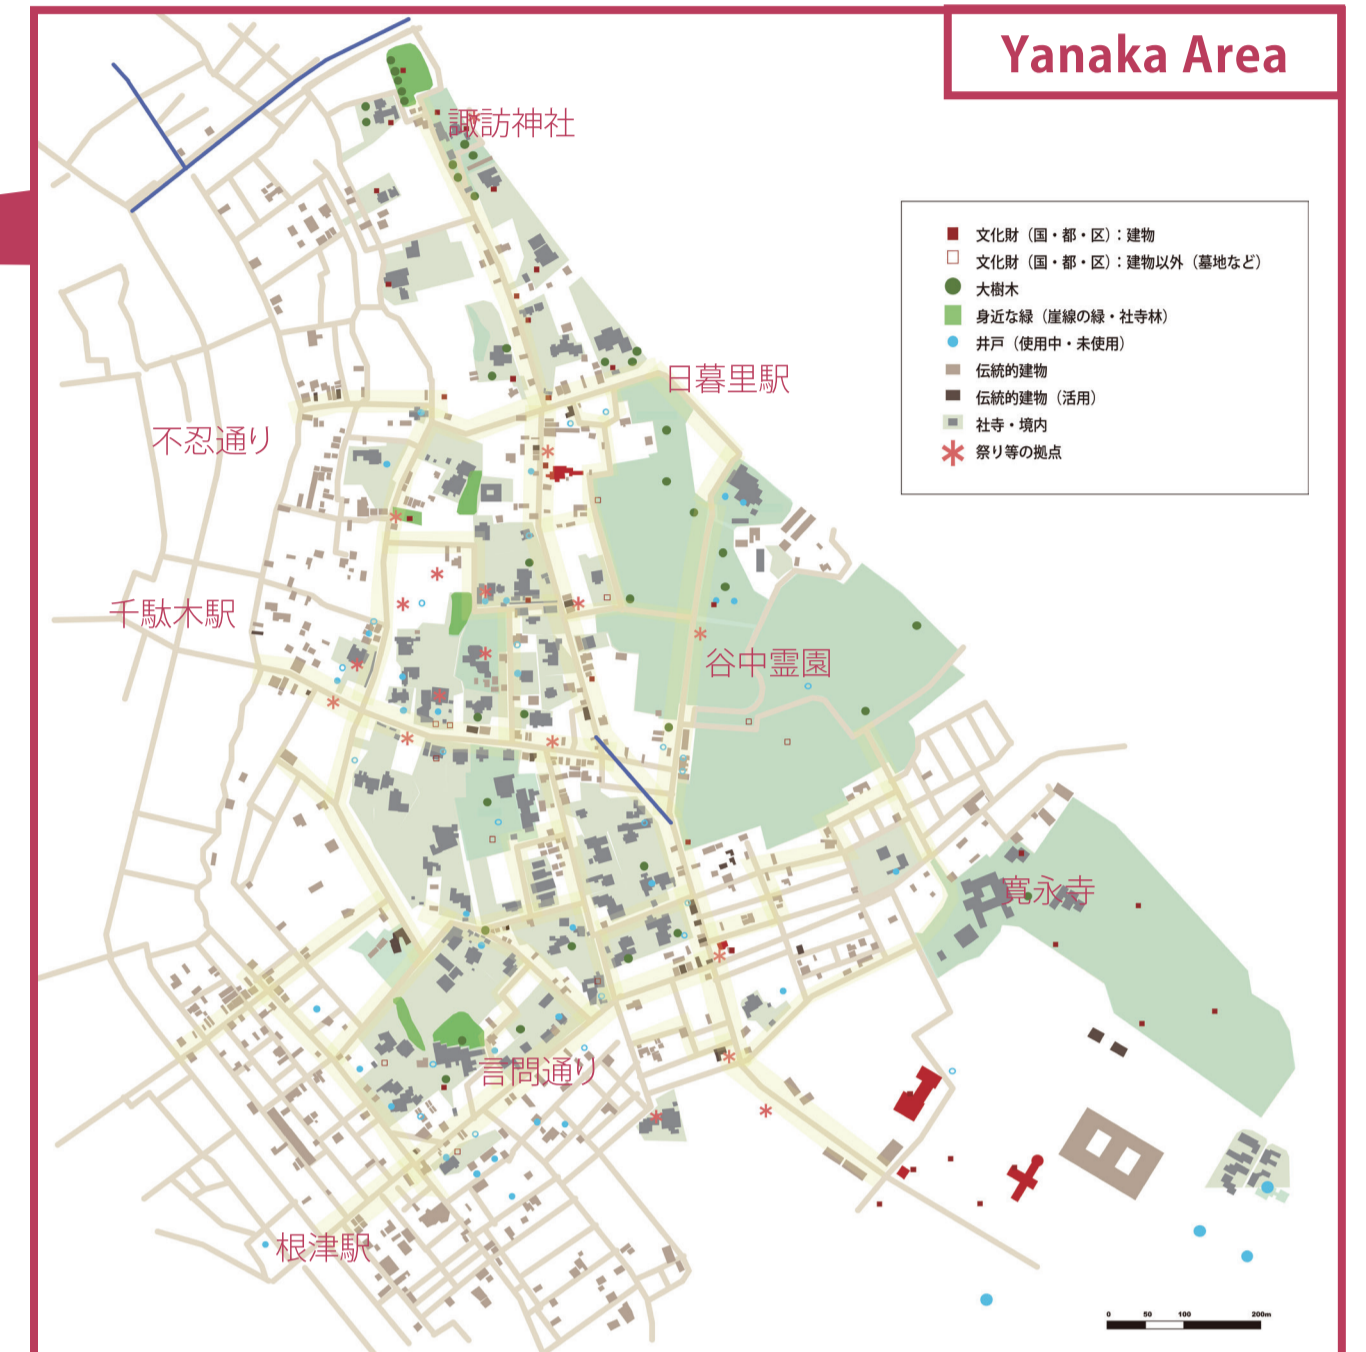 Yanaka Area
諏訪神社
文化財（国・都・区）：建物
文化財（国・都・区）：建物以外（墓地など）
大樹木
身近な緑（崖線の緑・社寺林）
井戸（使用中・未使用）
伝統的建物
伝統的建物（活用）
社寺・境内
祭り等の拠点
日暮里駅
不忍通り
千駄木駅
谷中霊園
寛永寺
言問通り
根津駅
0 50 100 200m